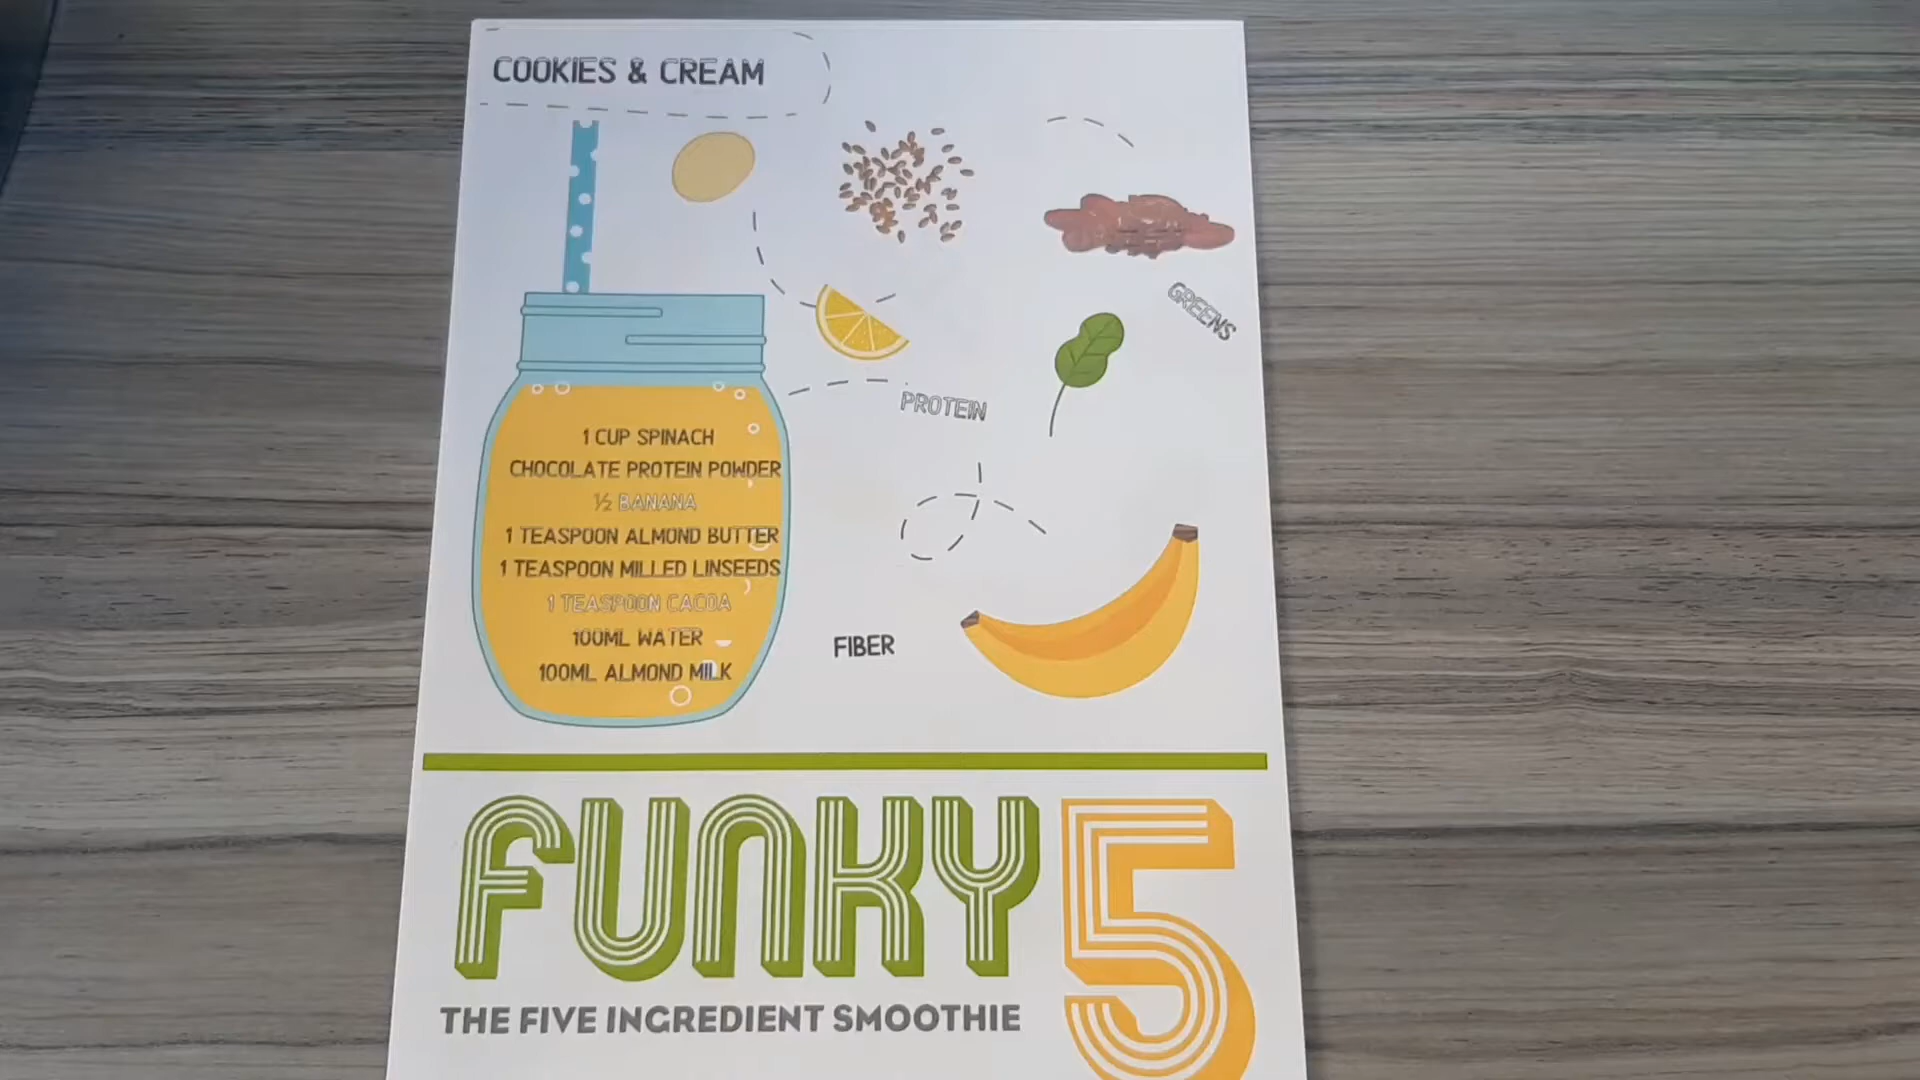 COOKIES & CREAM
GREENS
PROTEIN
1 CUP SPINACH
CHOCOLATE PROTEIN POWDER
½ BANANA
1 TEASPOON ALMOND BUTTER
1 TEASPOON MILLED LINSEEDS
1 TEASPOON CACOA
100ML WATER
100ML ALMOND MILK
FIBER
FUNKY 5
THE FIVE INGREDIENT SMOOTHIE